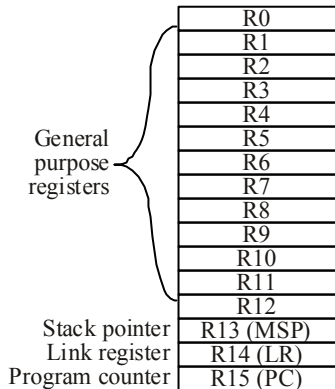 R0
R1
R2
R3
R4
R5
R6
R7
R8
R9
R10
R11
R12
General
purpose
registers
Stack pointer R13 (MSP)
Link register R14 (LR)
Program counter R15 (PC)